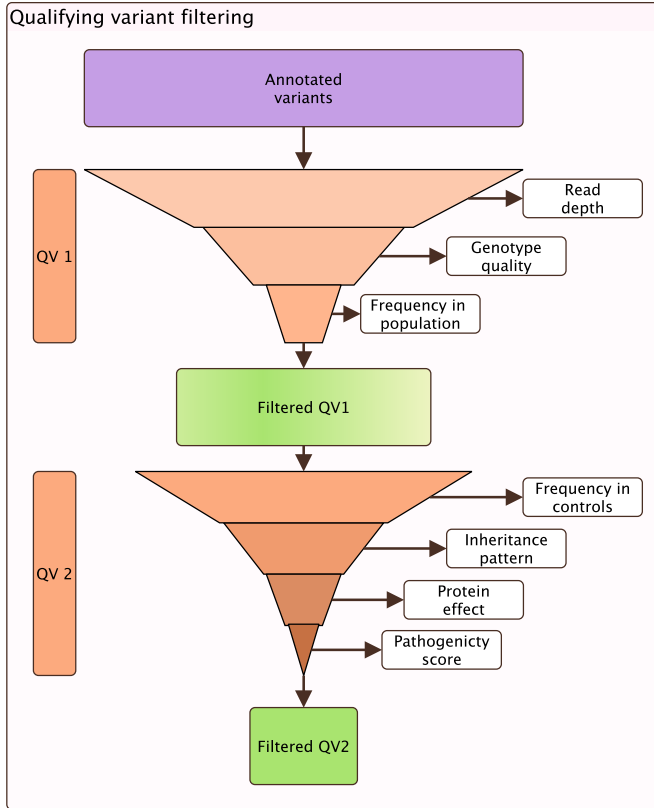 Qualifying variant filtering
Annotated
variants
QV 1
Read
depth
Genotype
quality
Frequency in
population
Filtered QV1
QV 2
Frequency in
controls
Inheritance
pattern
Protein
effect
Pathogenicty
score
Filtered QV2